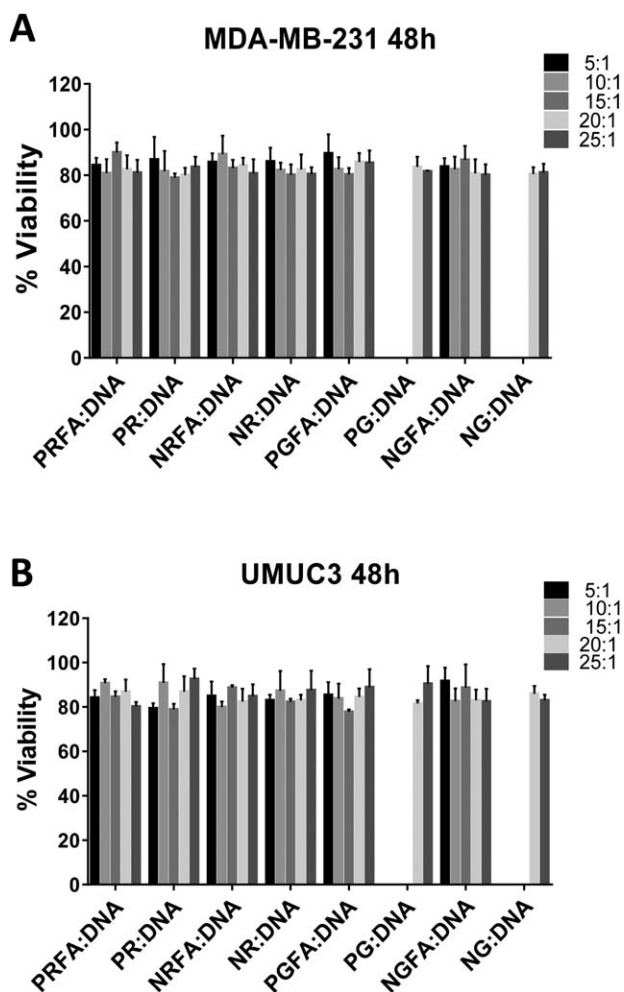 A
MDA-MB-231 48h
5:1
10:1
15:1
20:1
25:1
% Viability
120
100
80
60
40
20
0
PRFA:DNA
PR:DNA
NRFA:DNA
NR:DNA
PGFA:DNA
PG:DNA
NGFA:DNA
NG:DNA
B
UMUC3 48h
5:1
10:1
15:1
20:1
25:1
% Viability
120
100
80
60
40
20
0
PRFA:DNA
PR:DNA
NRFA:DNA
NR:DNA
PGFA:DNA
PG:DNA
NGFA:DNA
NG:DNA